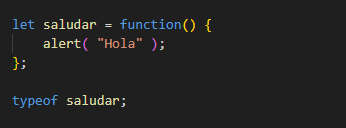 let saludar = function() {
    alert( "Hola" );
};

typeof saludar;